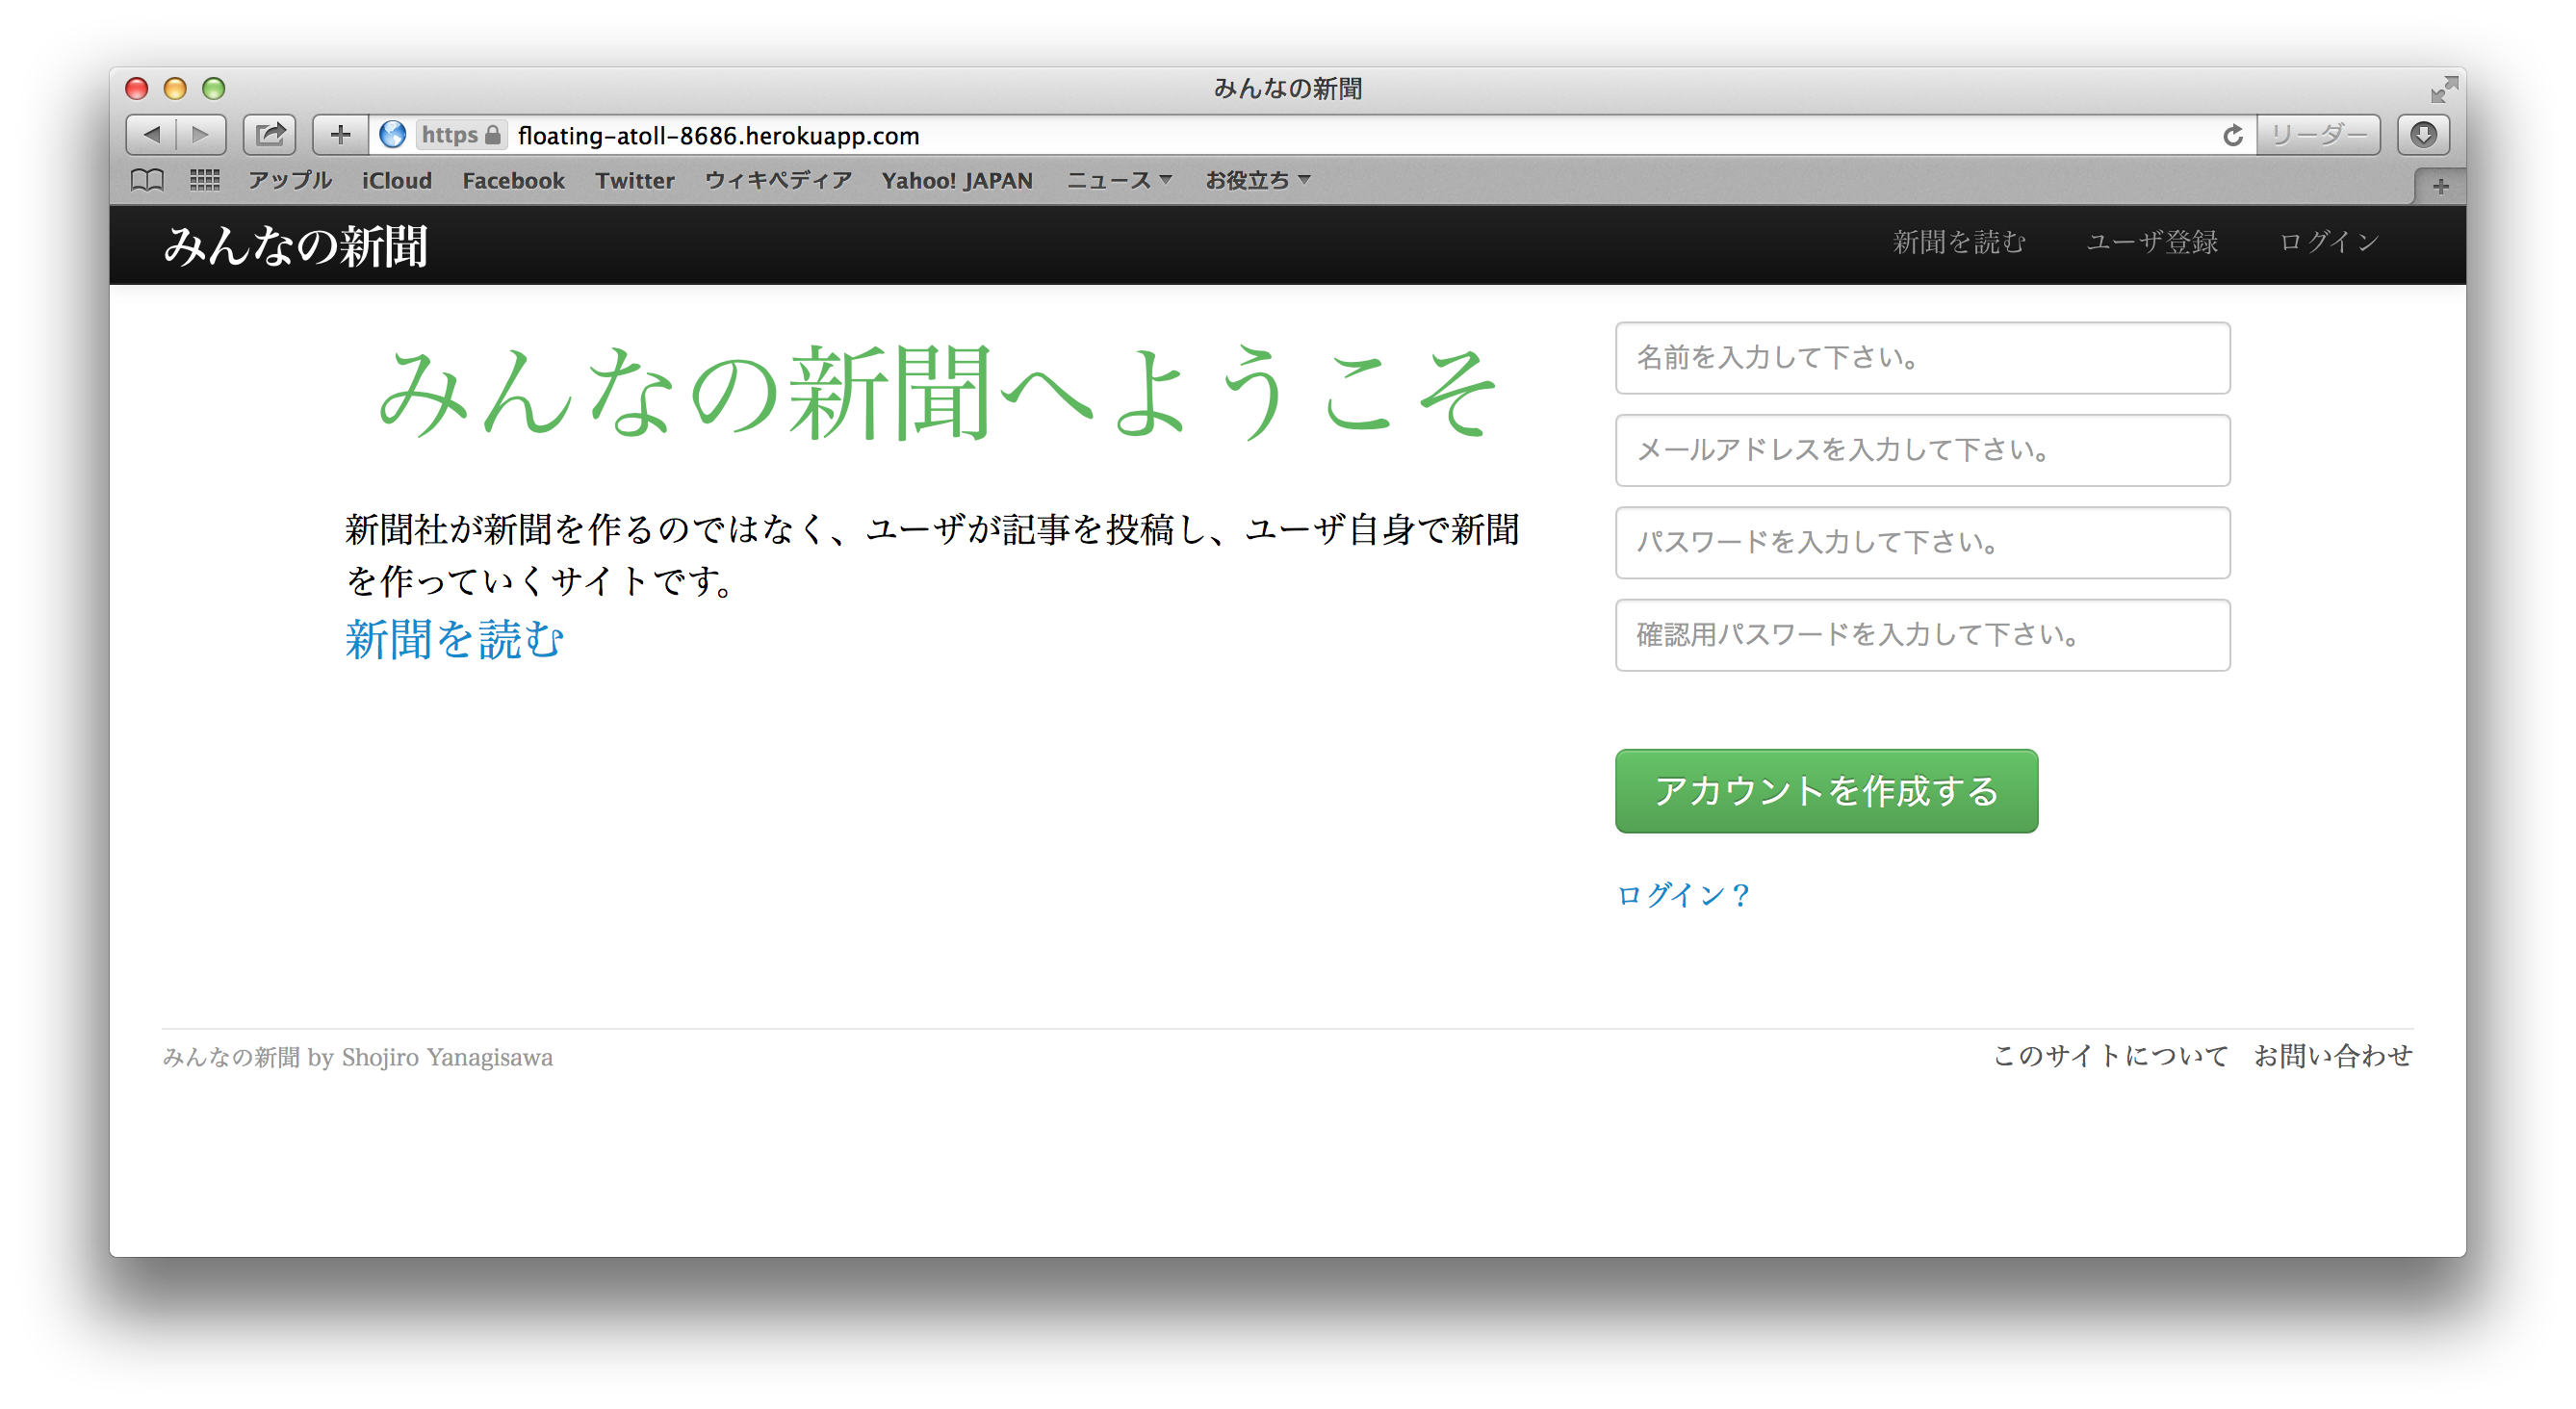 みんなの新聞
https floating-atoll-8686.herokuapp.com リーダー
アップル iCloud Facebook Twitter ウィキペディア Yahoo! JAPAN ニュース お役立ち
みんなの新聞 新聞を読む ユーザ登録 ログイン
みんなの新聞へようこそ
新聞社が新聞を作るのではなく、ユーザが記事を投稿し、ユーザ自身で新聞
を作っていくサイトです。
新聞を読む
名前を入力して下さい。
メールアドレスを入力して下さい。
パスワードを入力して下さい。
確認用パスワードを入力して下さい。
アカウントを作成する
ログイン？
みんなの新聞 by Shojiro Yanagisawa このサイトについて お問い合わせ